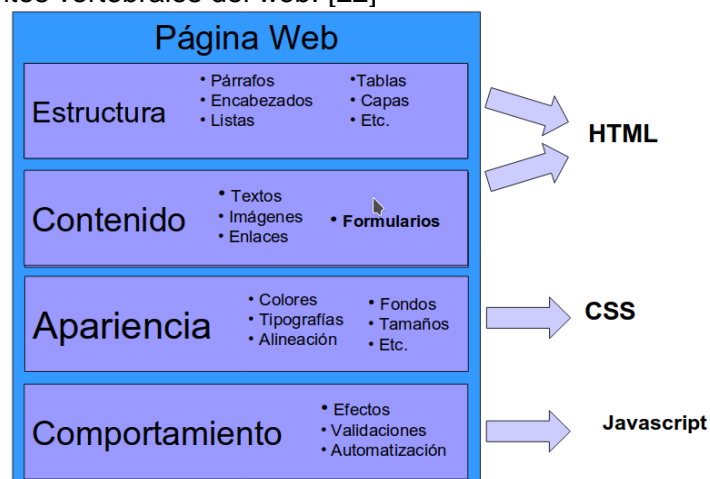 Página Web
Estructura
• Párrafos
• Encabezados
• Listas
•Tablas
• Capas
• Etc.
HTML
Contenido
• Textos
• Imágenes
• Enlaces
• Formularios
Apariencia
• Colores
• Tipografías
• Alineación
• Fondos
• Tamaños
• Etc.
CSS
Comportamiento
• Efectos
• Validaciones
• Automatización
Javascript